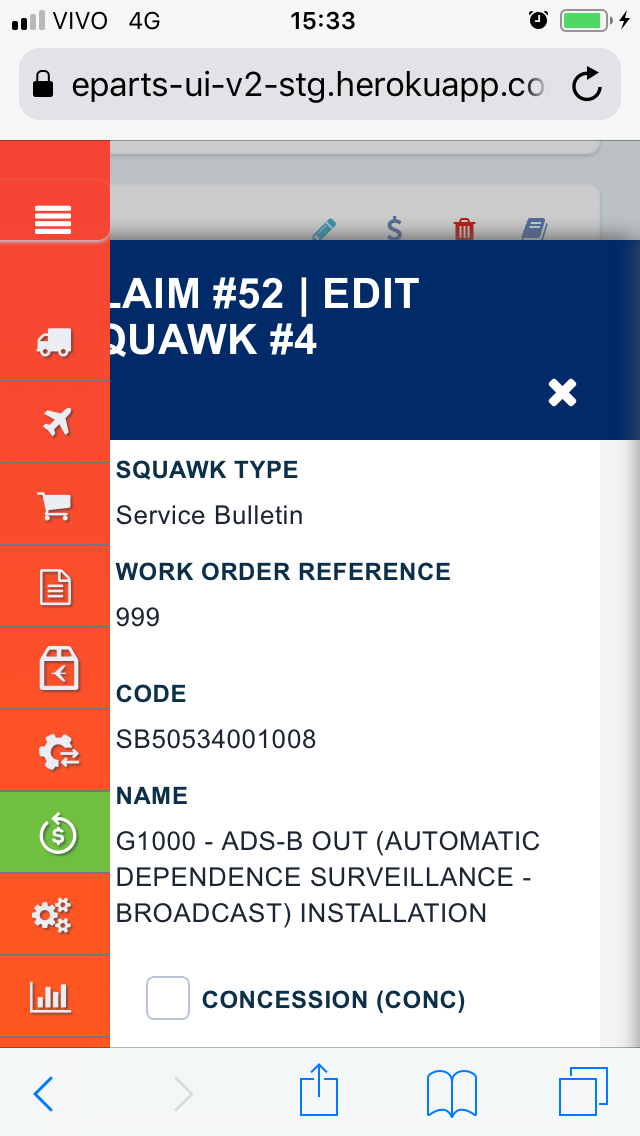 VIVO 4G 15:33
eparts-ui-v2-stg.herokuapp.co
LAIM #52 | EDIT
QUAWK #4
SQUAWK TYPE
Service Bulletin
WORK ORDER REFERENCE
999
CODE
SB50534001008
NAME
G1000 - ADS-B OUT (AUTOMATIC
DEPENDENCE SURVEILLANCE -
BROADCAST) INSTALLATION
CONCESSION (CONC)